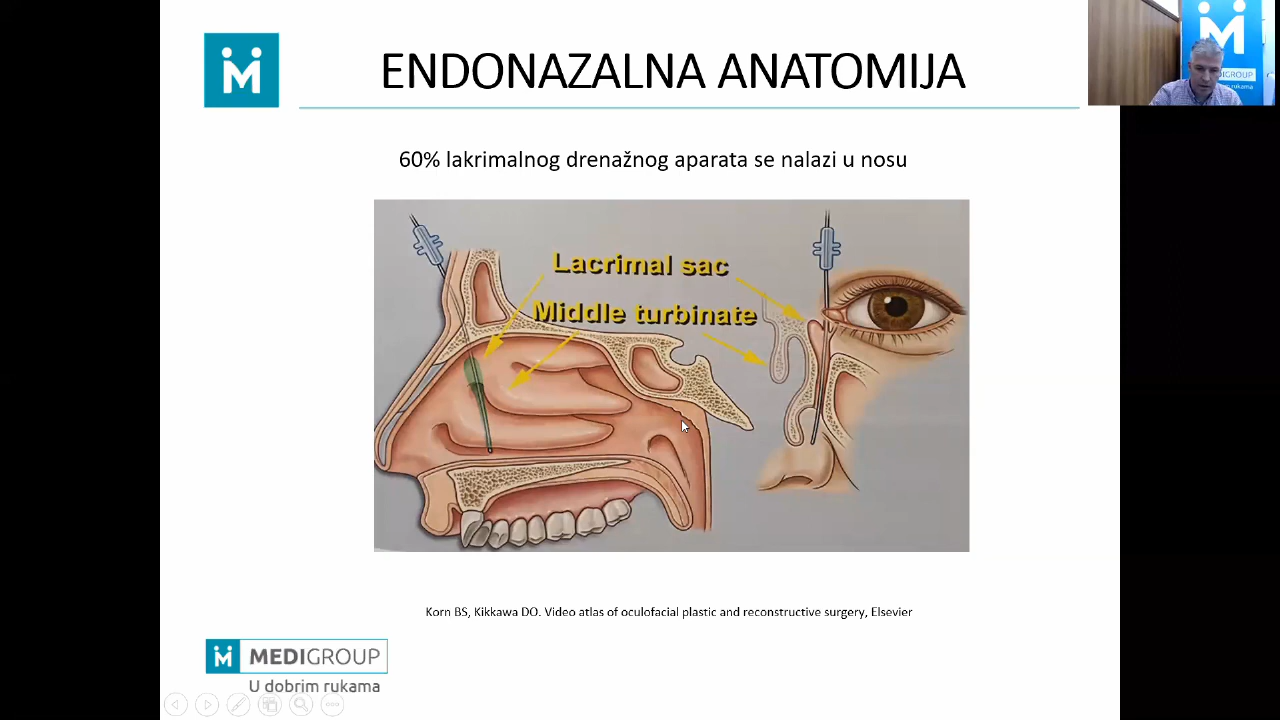 ENDONAZALNA ANATOMIJA
60% lakrimalnog drenažnog aparata se nalazi u nosu
Lacrimal sac
Middle turbinate
Korn BS, Kikkawa DO. Video atlas of oculofacial plastic and reconstructive surgery, Elsevier
MEDIGROUP
U dobrim rukama